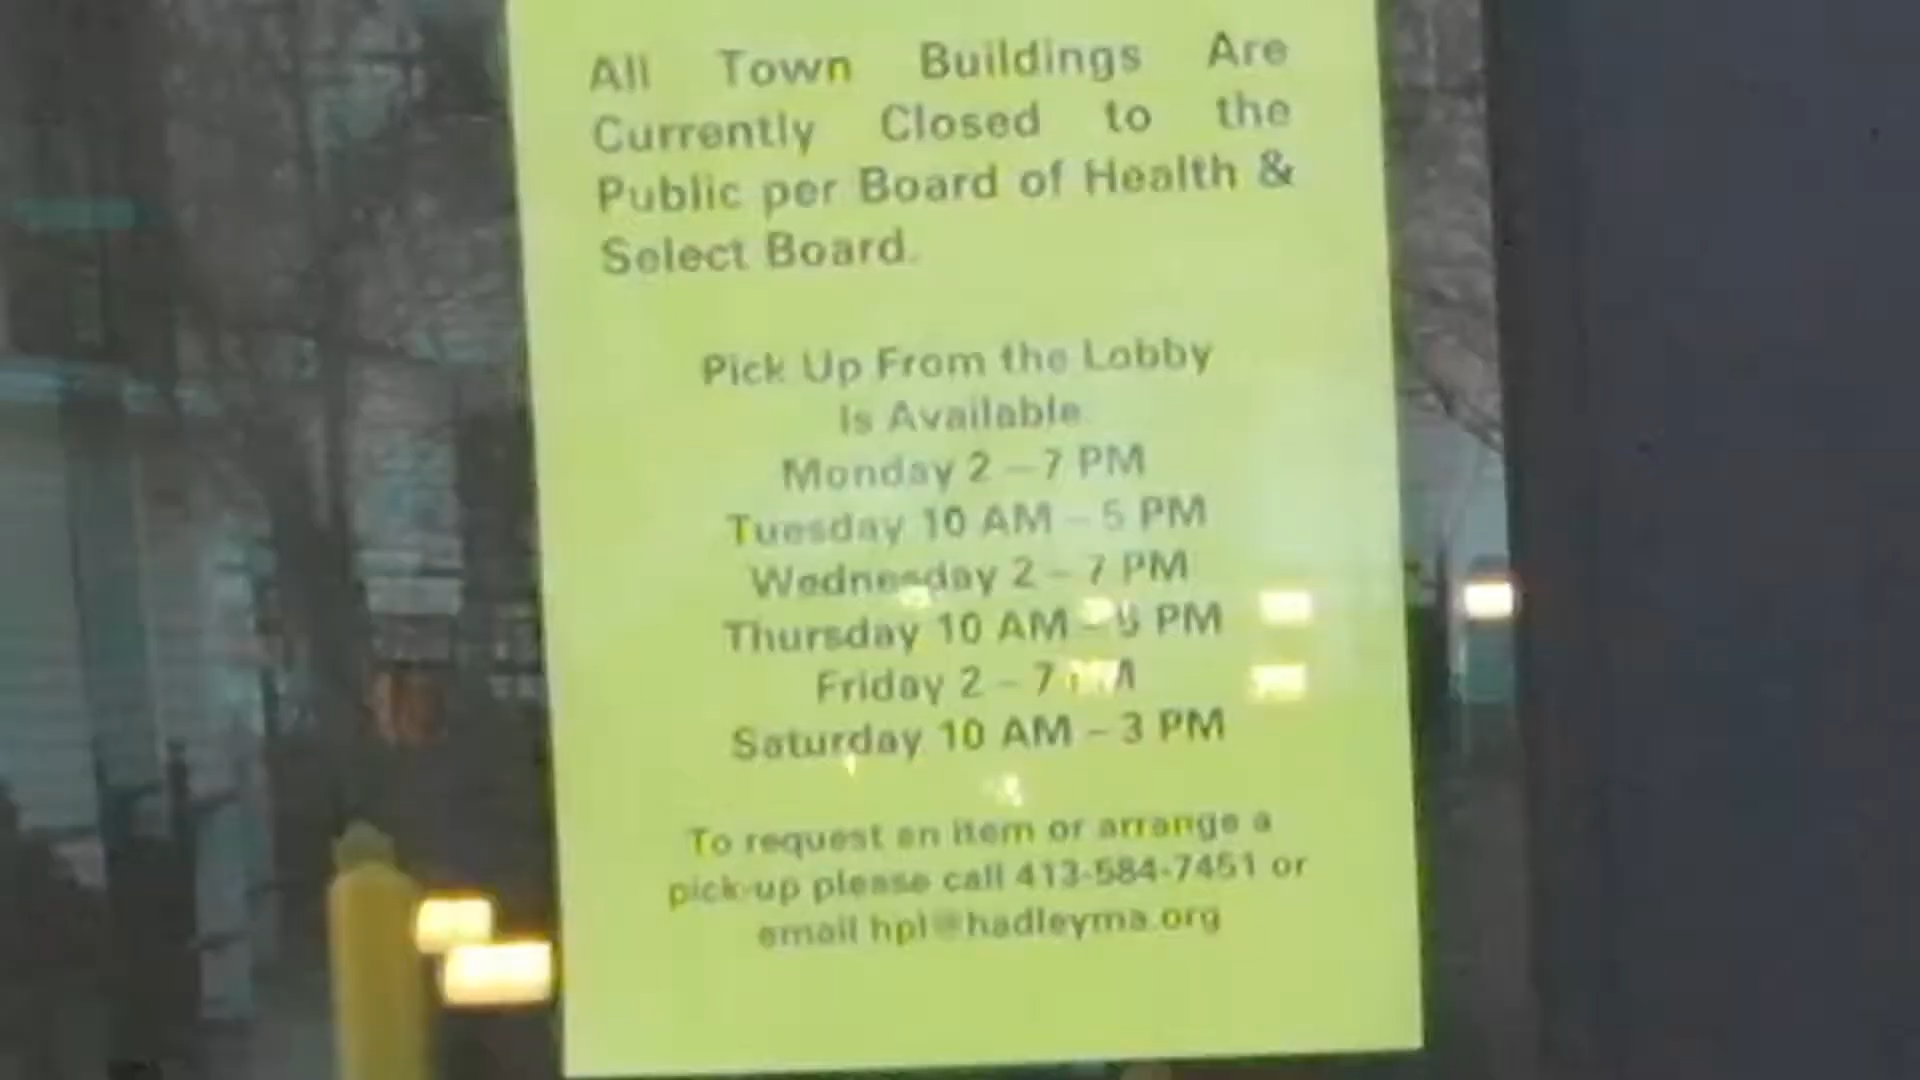 All Town Buildings Are
Currently Closed to the
Public per Board of Health &
Select Board.
Pick Up From the Lobby
Is Available:
Monday 2 – 7 PM
Tuesday 10 AM – 5 PM
Wednesday 2 – 7 PM
Thursday 10 AM – 5 PM
Friday 2 – 7 PM
Saturday 10 AM – 3 PM
To request an item or arrange a
pick-up please call 413-584-7451 or
email hpl@hadleyma.org